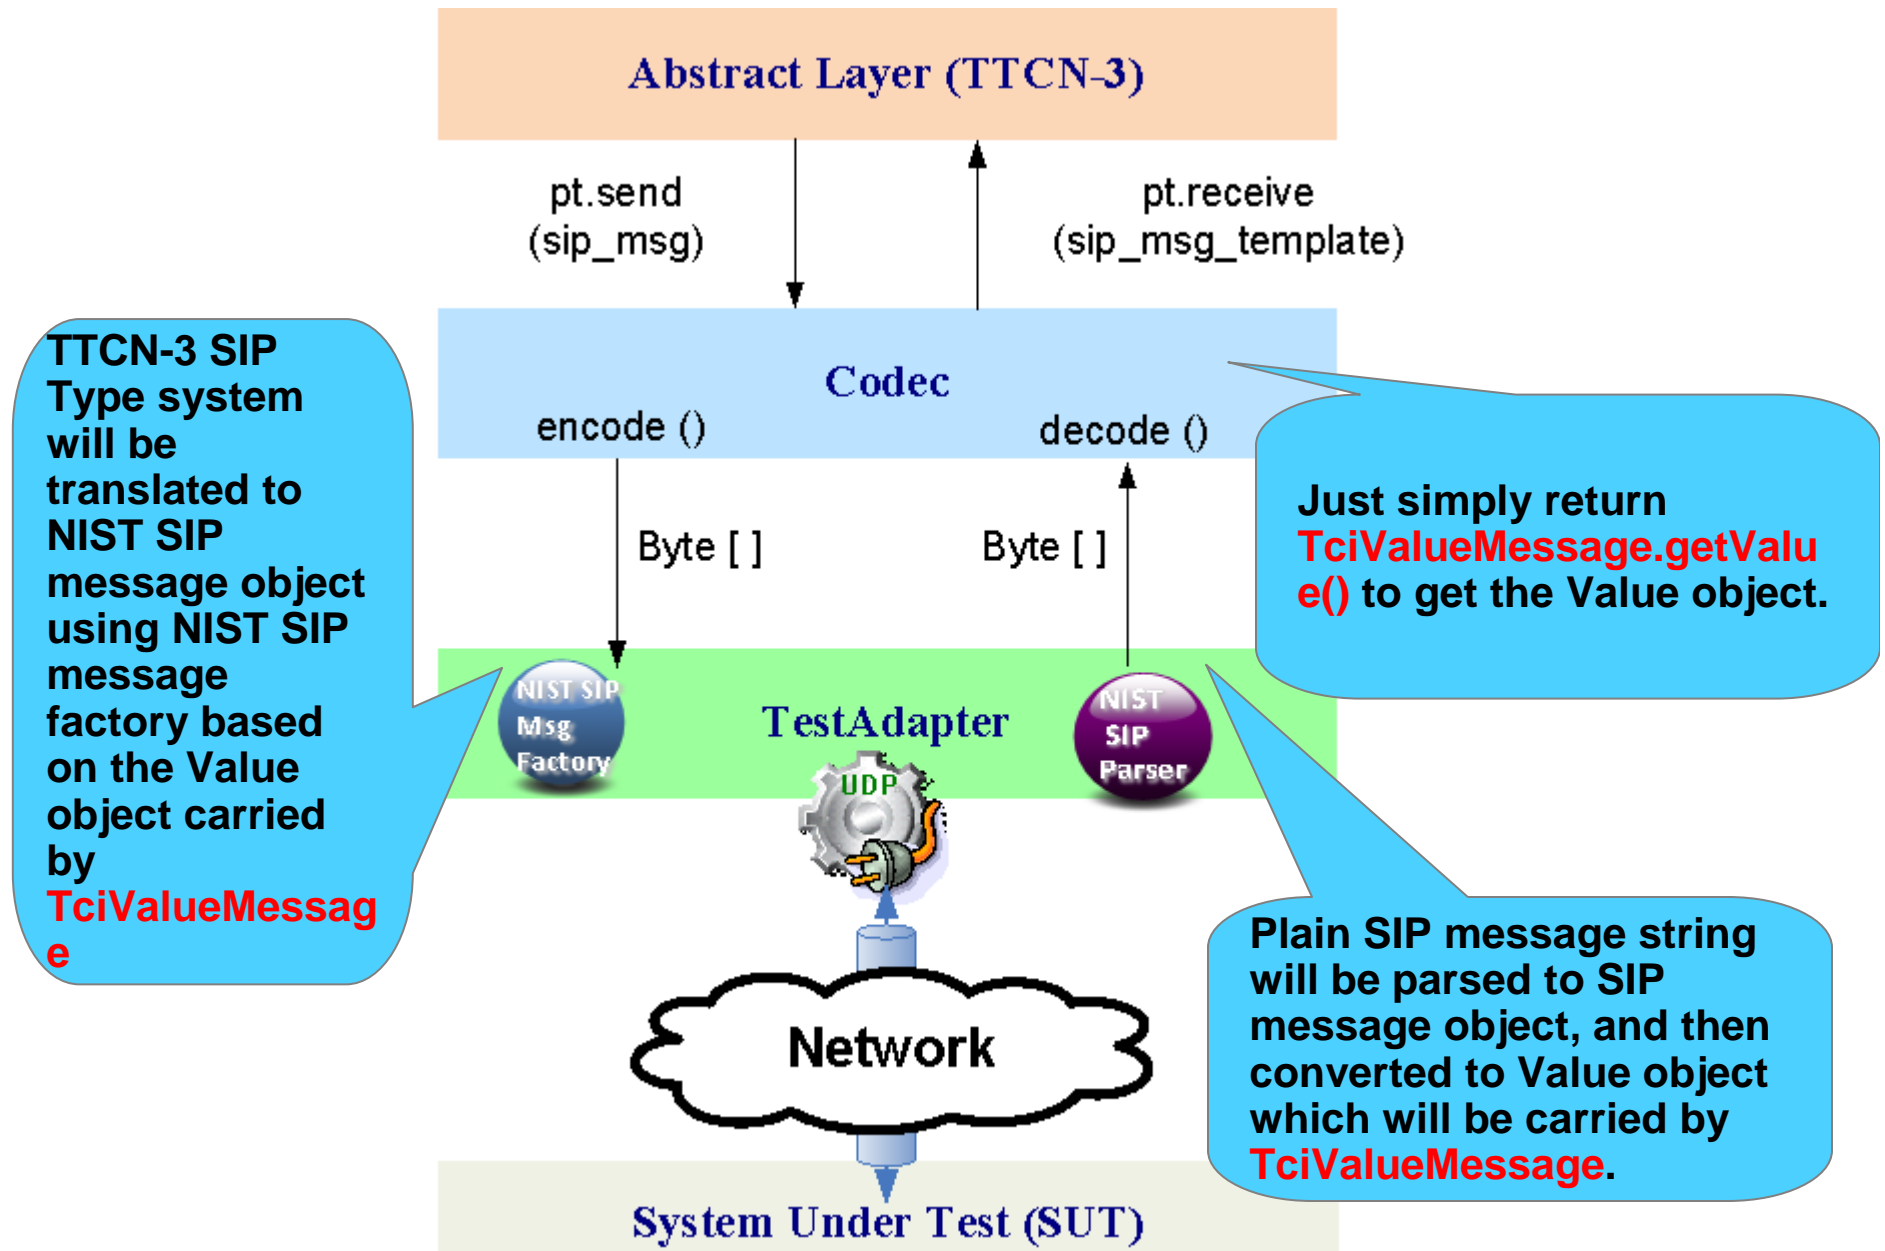 Abstract Layer (TTCN-3)
pt.send
(sip_msg)
pt.receive
(sip_msg_template)
TTCN-3 SIP
Type system
will be
translated to
NIST SIP
message object
using NIST SIP
message
factory based
on the Value
object carried
by
TciValueMessag
e
Codec
encode ()
decode ()
Just simply return
TciValueMessage.getValu
e() to get the Value object.
Byte [ ]
Byte [ ]
NIST SIP
Msg
Factory
TestAdapter
UDP
NIST
SIP
Parser
Plain SIP message string
will be parsed to SIP
message object, and then
converted to Value object
which will be carried by
TciValueMessage.
Network
System Under Test (SUT)